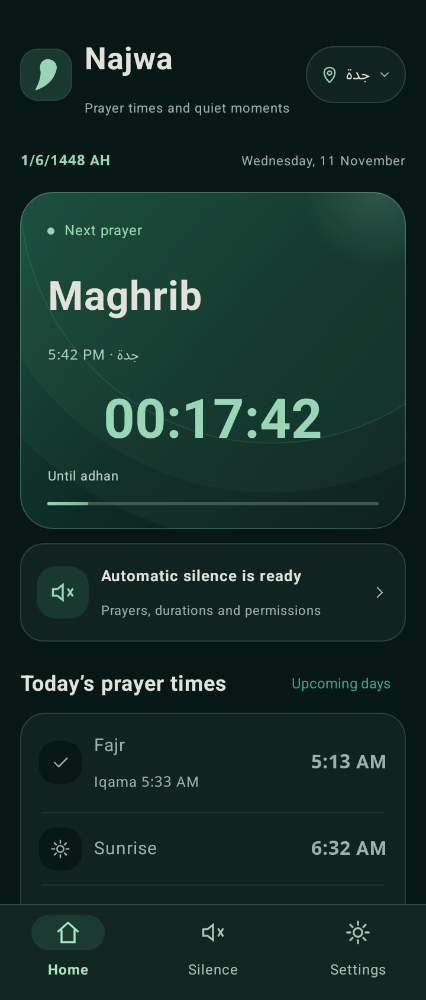 Najwa
Prayer times and quiet moments
جدة
1/6/1448 AH
Wednesday, 11 November
Next prayer
Maghrib
5:42 PM · جدة
00:17:42
Until adhan
Automatic silence is ready
Prayers, durations and permissions
Today’s prayer times
Upcoming days
Fajr
5:13 AM
Iqama 5:33 AM
Sunrise
6:32 AM
Home
Silence
Settings